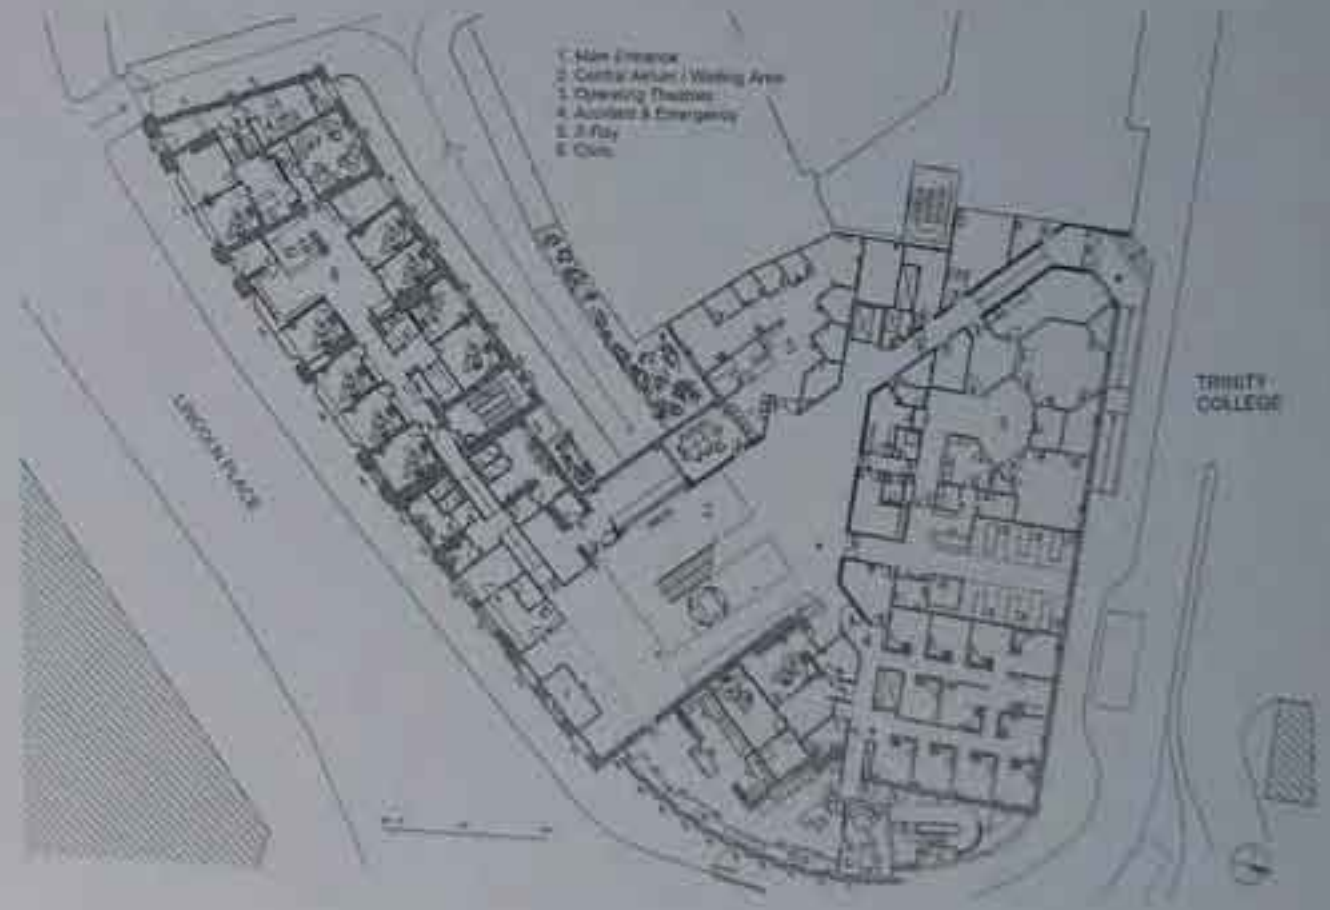 1. Main Entrance
2. Central Atrium / Waiting Area
3. Operating Theatres
4. Accident & Emergency
5. X-Ray
6. Clinic
TRINITY
COLLEGE
LINCOLN PLACE